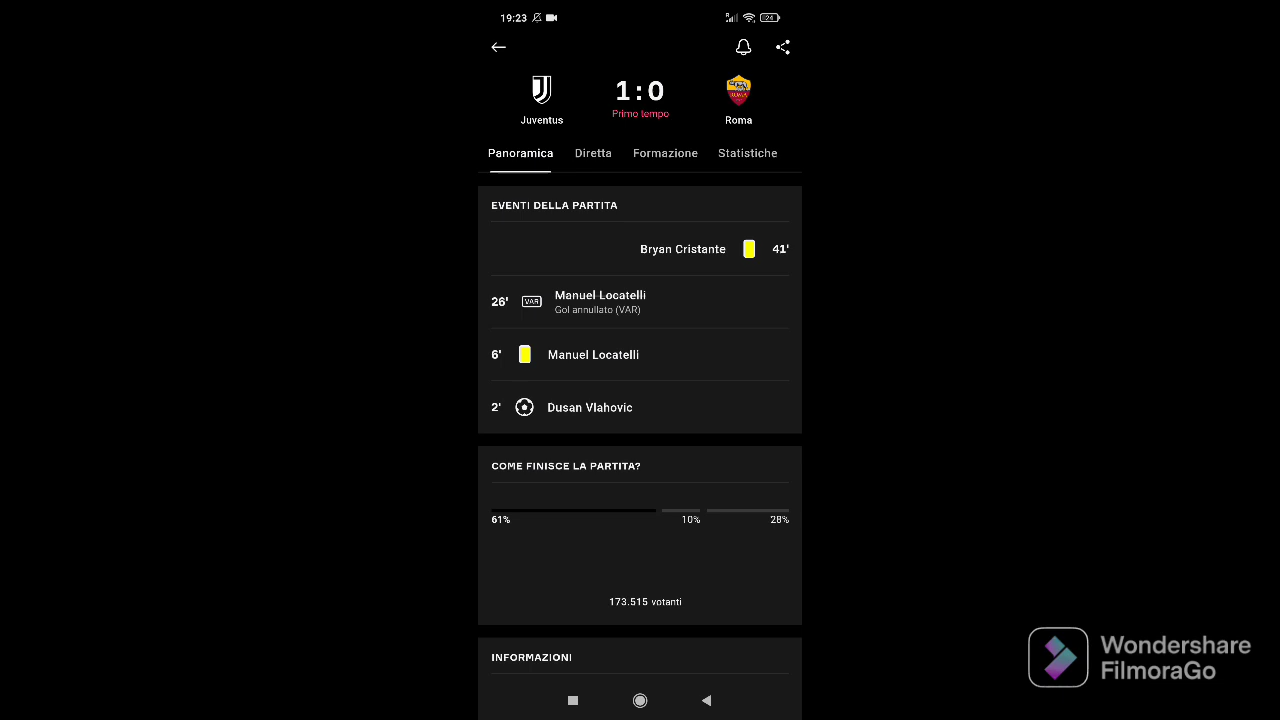 19:23
24
1:0
Primo tempo
Juventus
ROMA
Roma
Panoramica Diretta Formazione Statistiche
EVENTI DELLA PARTITA
Bryan Cristante 41'
26' VAR Manuel Locatelli
Gol annullato (VAR)
6' Manuel Locatelli
2' Dusan Vlahovic
COME FINISCE LA PARTITA?
61% 10% 28%
173.515 votanti
INFORMAZIONI
Wondershare
FilmoraGo